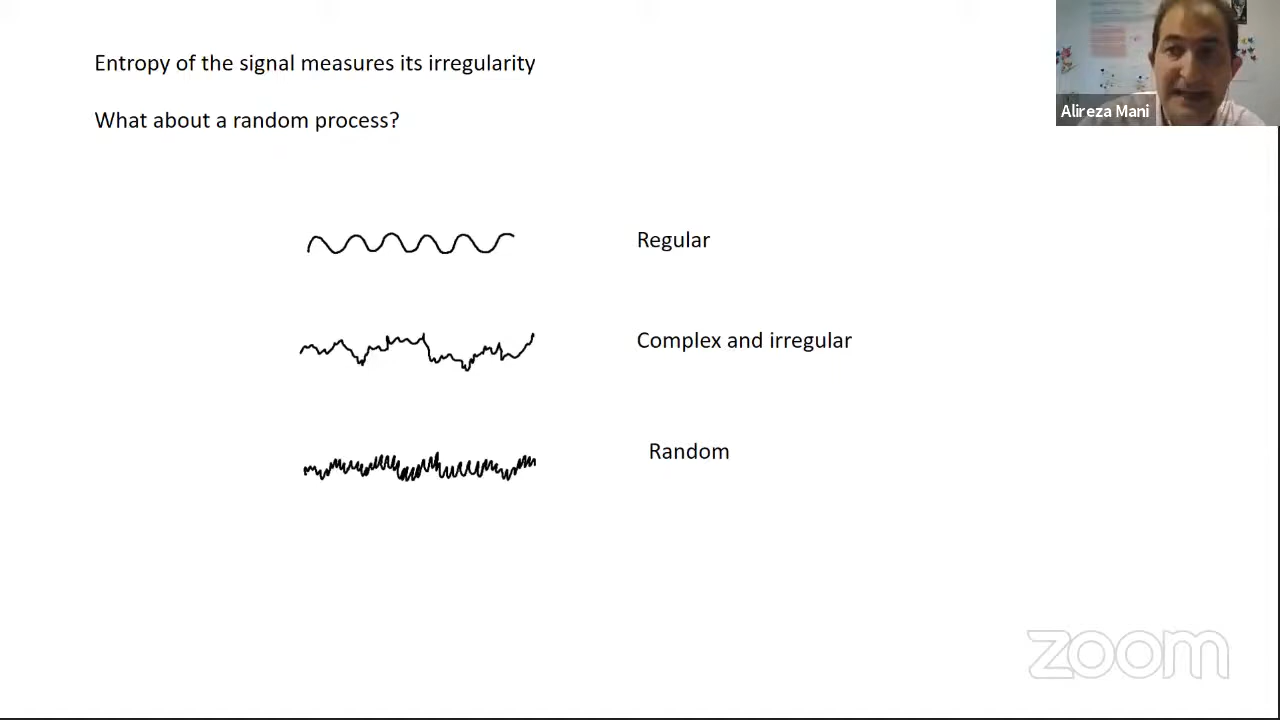 Entropy of the signal measures its irregularity
What about a random process?
Alireza Mani
Regular
Complex and irregular
Random
zoom